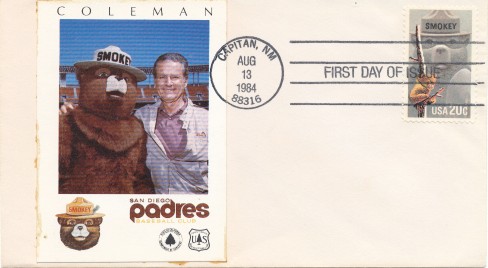 COLEMAN
SMOKEY
SAN DIEGO
padres
BASEBALL CLUB
SMOKEY
U S
CAPITAN, NM
AUG
13
1984
88316
FIRST DAY OF ISSUE
SMOKEY
USA 20c